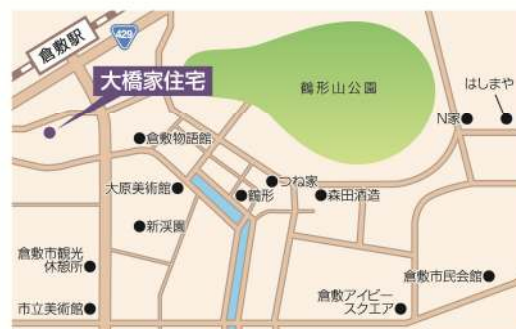 倉敷駅
429
大橋家住宅
鶴形山公園
はしまや
N家
倉敷物語館
つね家
大原美術館
鶴形
森田酒造
新渓園
倉敷市観光
休憩所
倉敷市民会館
市立美術館
倉敷アイビー
スクエア